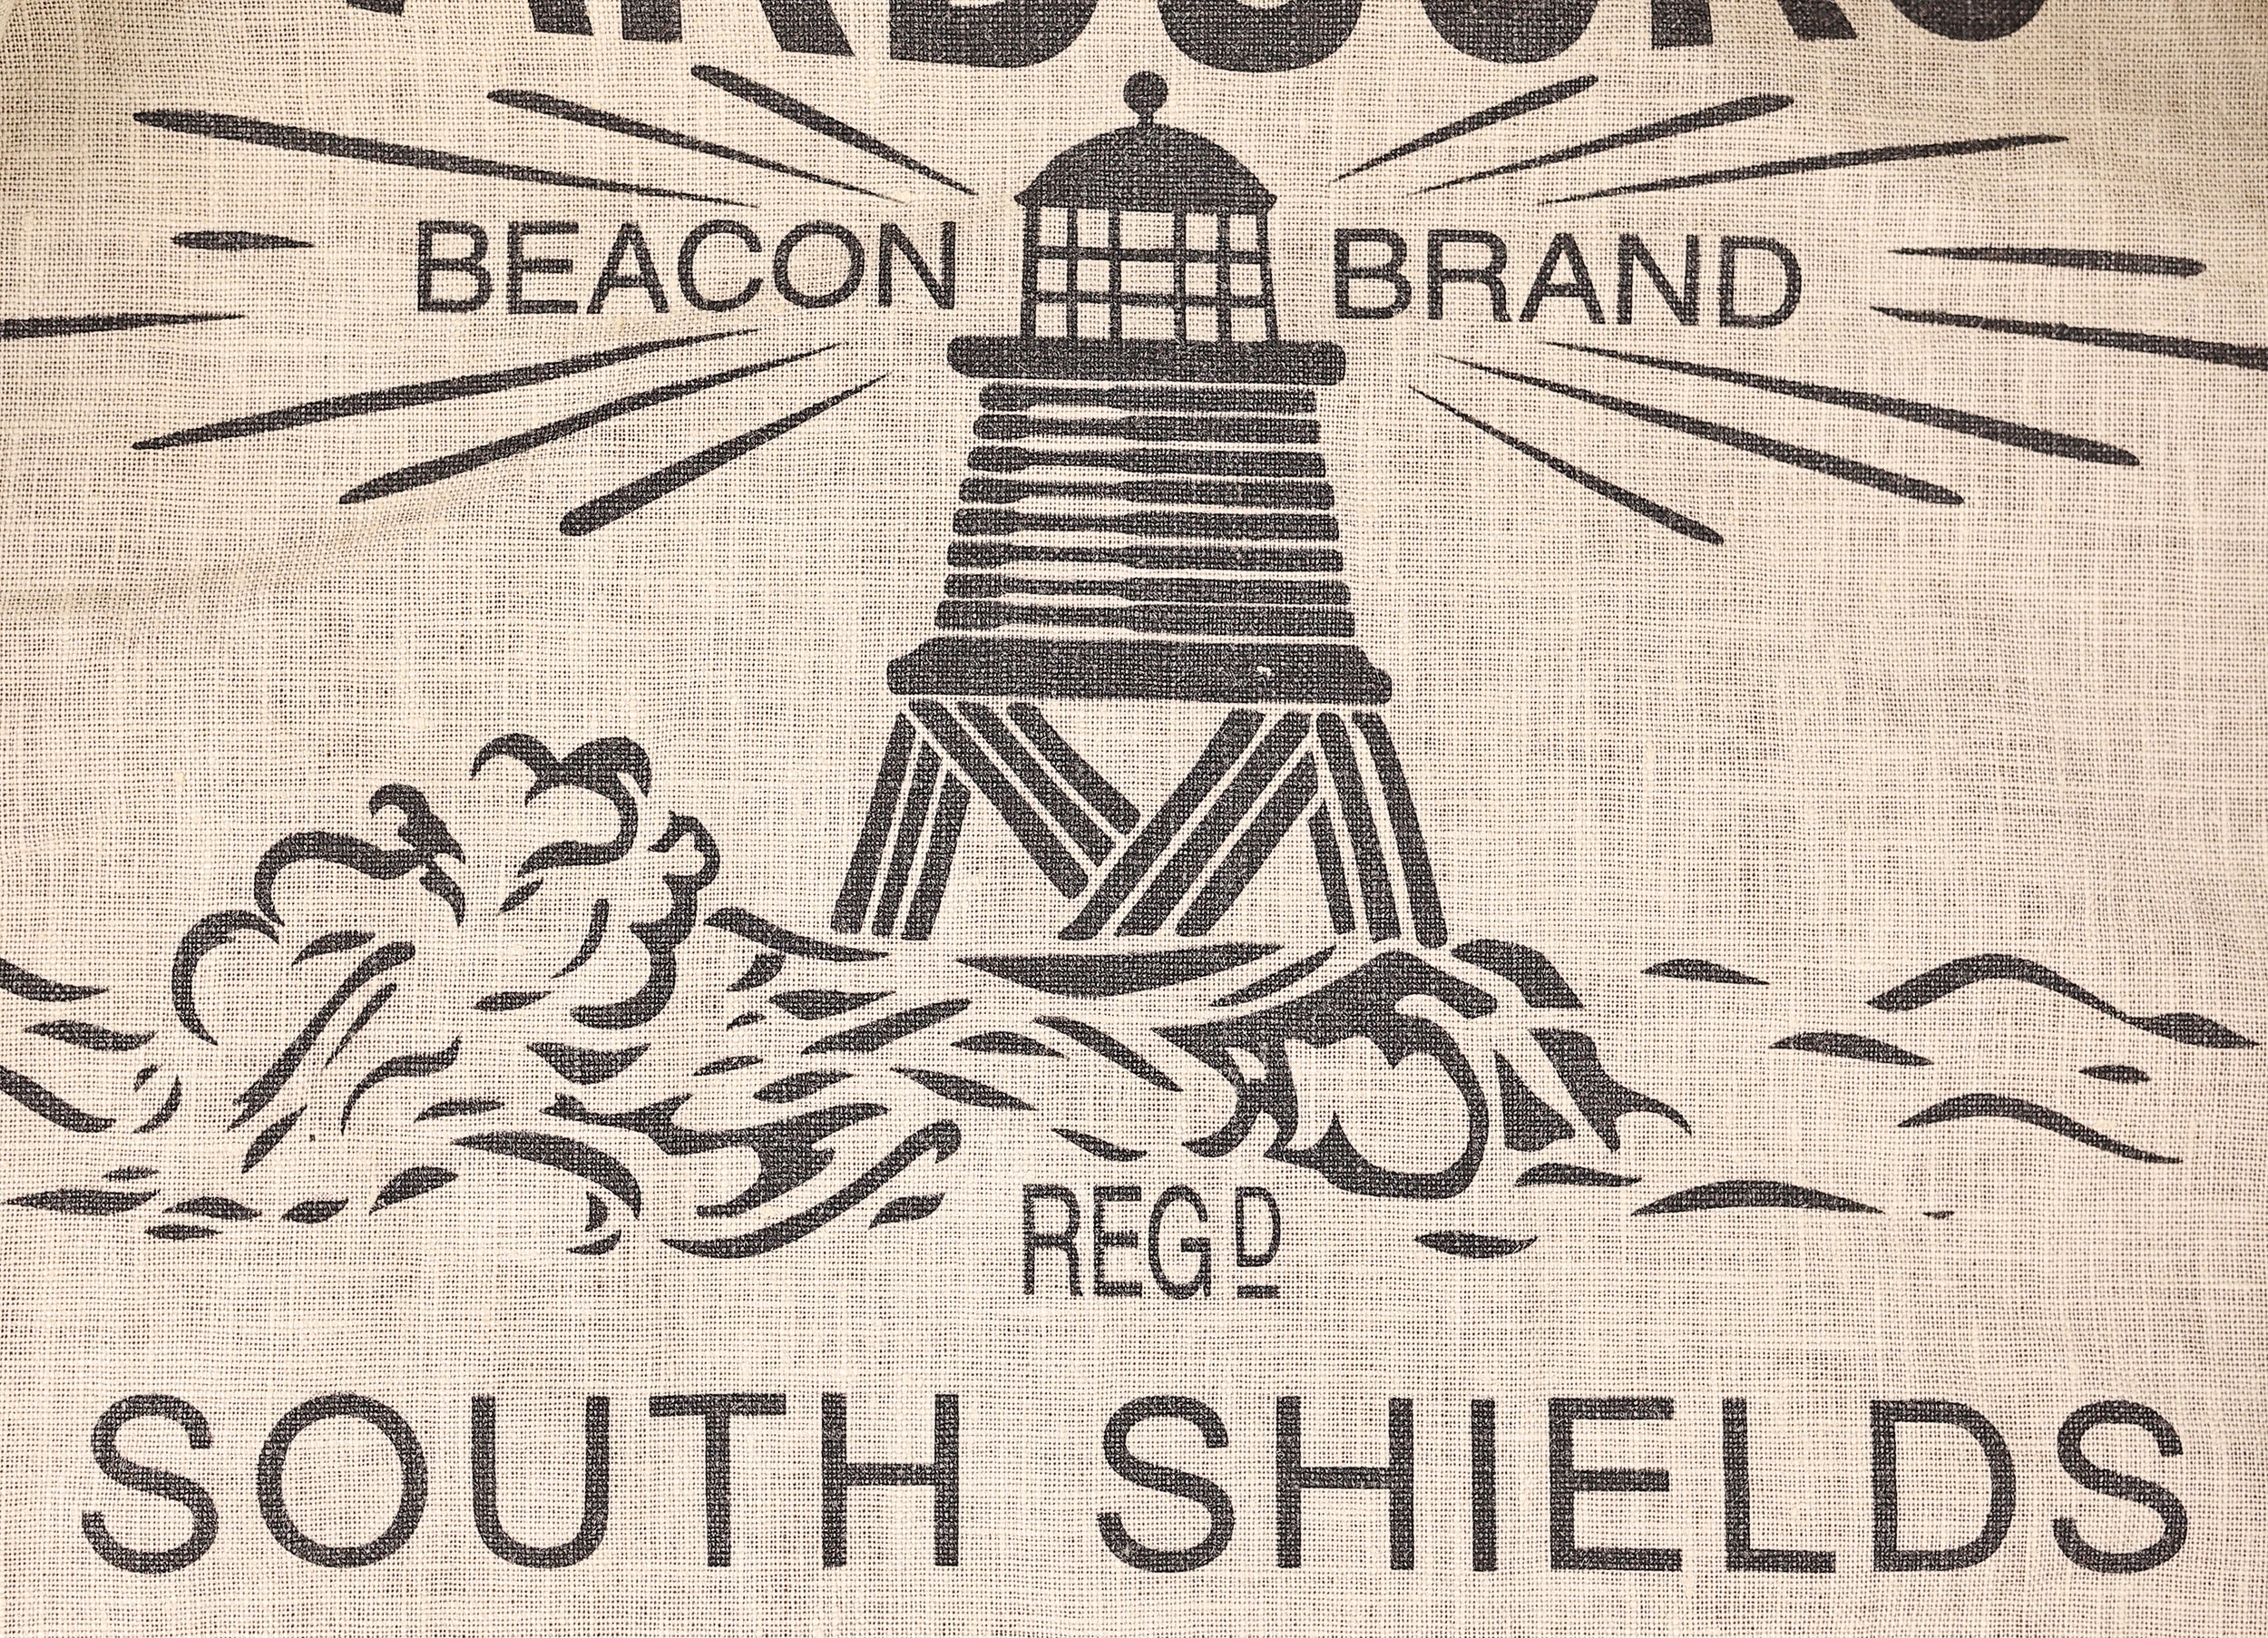 BEACON BRAND
REGD
SOUTH SHIELDS